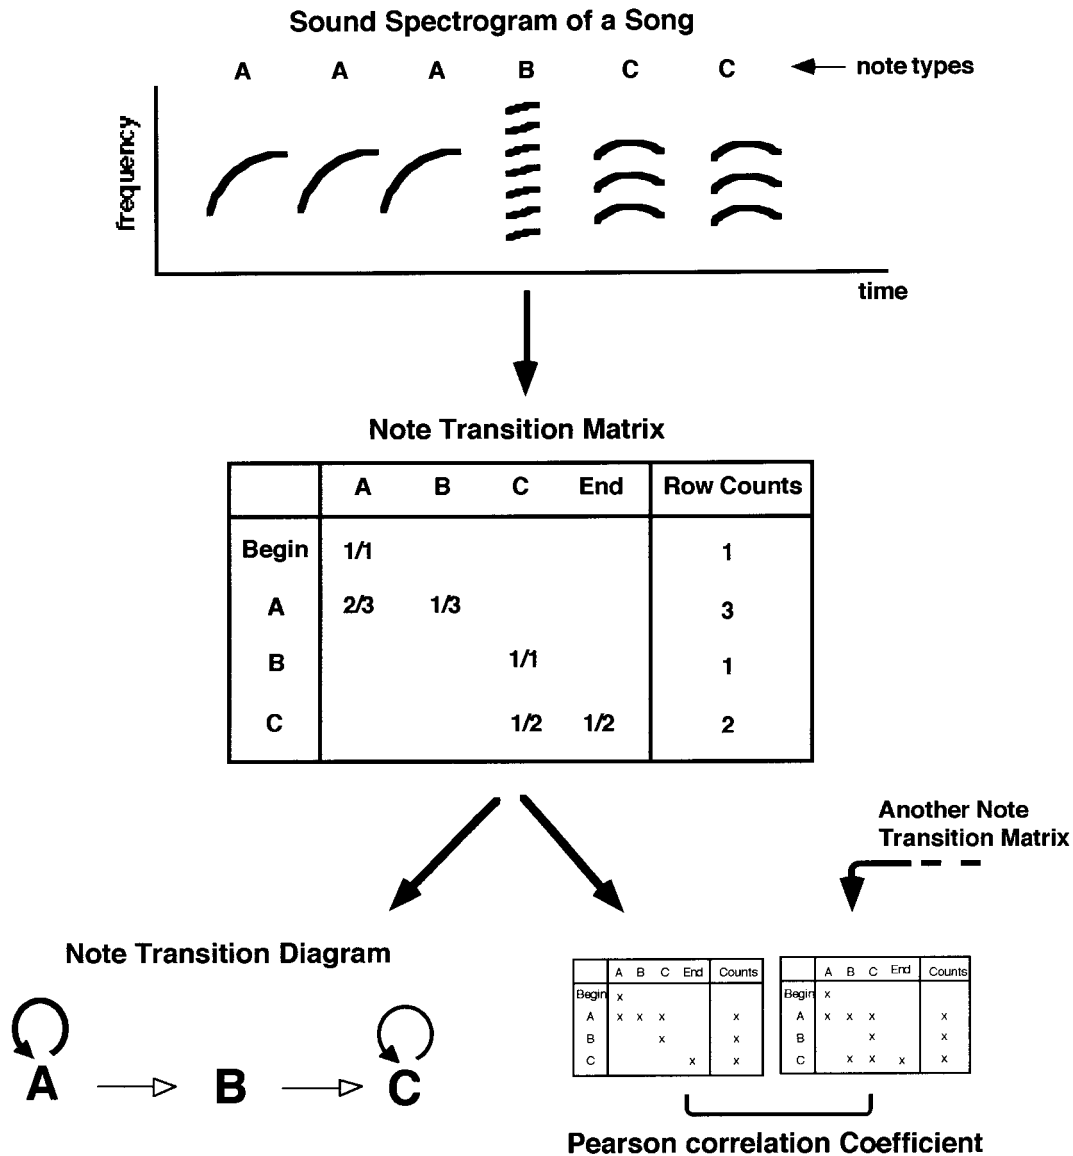 Sound Spectrogram of a Song
A A A B C C note types
frequency
time
Note Transition Matrix
A B C End Row Counts
Begin 1/1 1
A 2/3 1/3 3
B 1/1 1
C 1/2 1/2 2
Another Note
Transition Matrix
Note Transition Diagram
A B C End Counts
Begin x
A x x x x
B x x
C x x
A B C End Counts
Begin x
A x x x x
B x x
C x x x x
A B C
Pearson correlation Coefficient